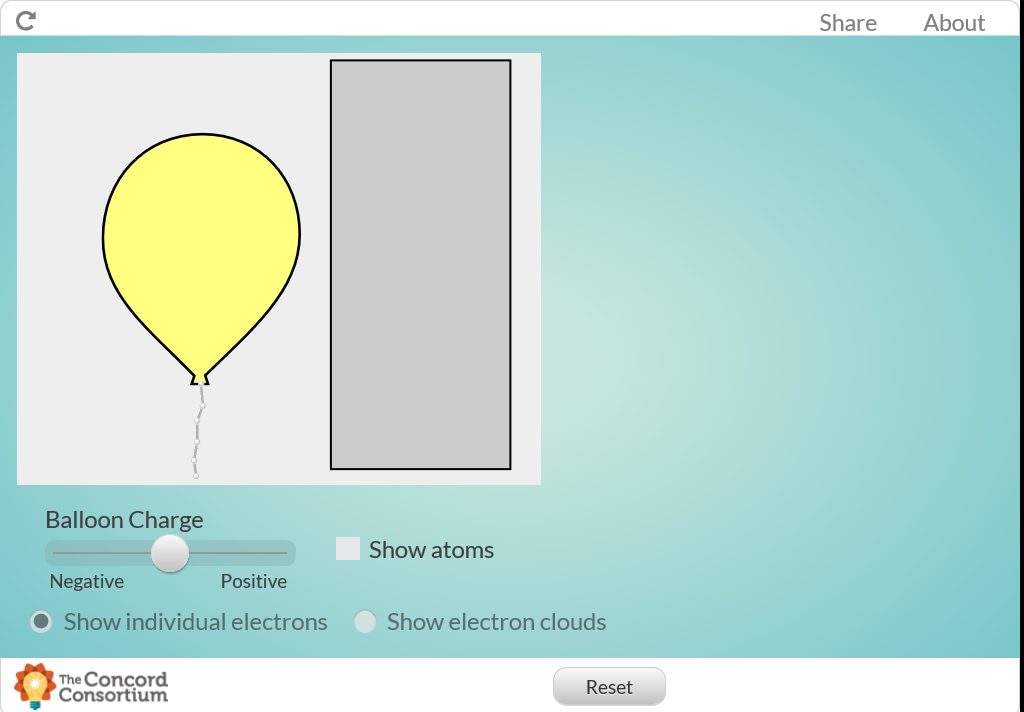 Share About
Balloon Charge
Show atoms
Negative Positive
Show individual electrons Show electron clouds
The Concord
Consortium
Reset